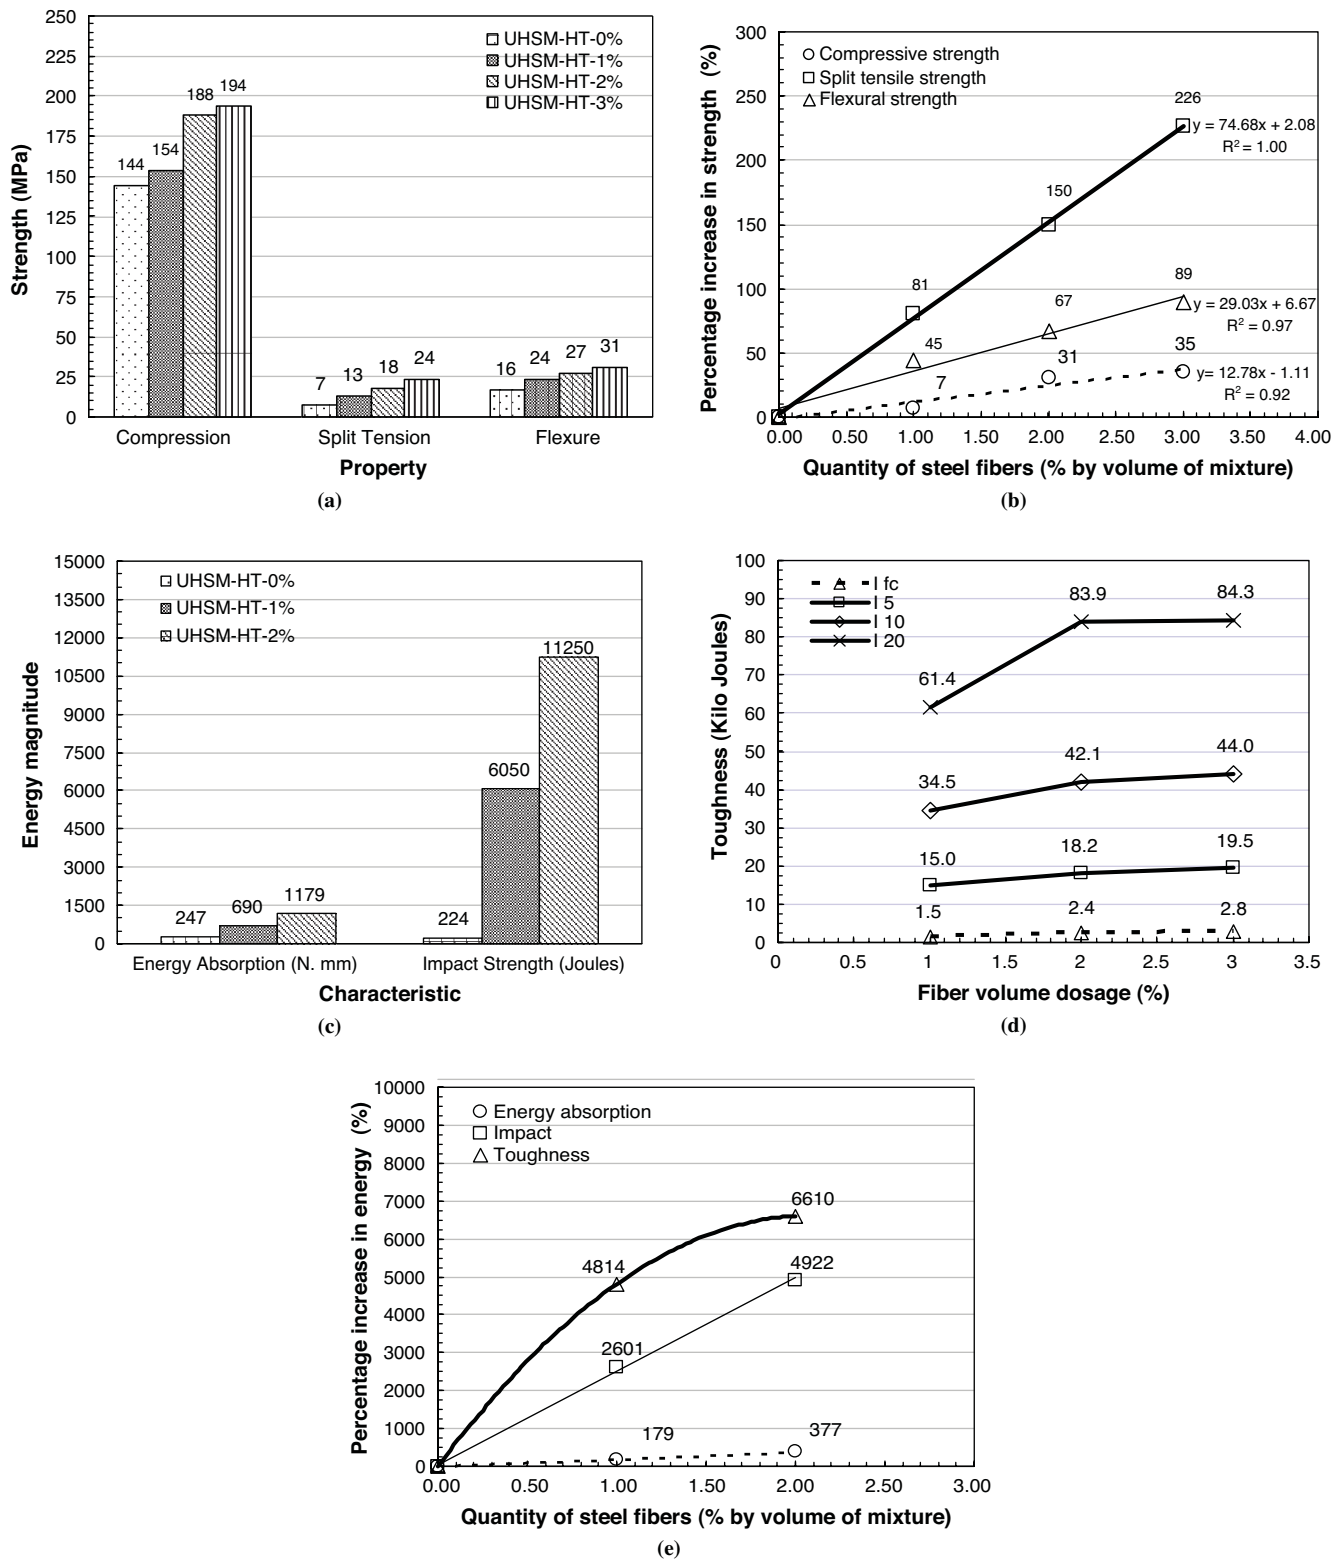 250
225
200
175
150
125
100
75
50
25
0
Strength (MPa)
UHSM-HT-0%
UHSM-HT-1%
UHSM-HT-2%
UHSM-HT-3%
144
154
188
194
7
13
18
24
16
24
27
31
Compression
Split Tension
Flexure
Property
(a)
300
250
200
150
100
50
0
Percentage increase in strength (%)
Compressive strength
Split tensile strength
Flexural strength
226
y = 74.68x + 2.08
R² = 1.00
150
81
89
67
45
y = 29.03x + 6.67
R² = 0.97
35
31
7
y= 12.78x - 1.11
R² = 0.92
0.00 0.50 1.00 1.50 2.00 2.50 3.00 3.50 4.00
Quantity of steel fibers (% by volume of mixture)
(b)
15000
13500
12000
10500
9000
7500
6000
4500
3000
1500
0
Energy magnitude
UHSM-HT-0%
UHSM-HT-1%
UHSM-HT-2%
247
690
1179
224
6050
11250
Energy Absorption (N. mm)
Impact Strength (Joules)
Characteristic
(c)
100
90
80
70
60
50
40
30
20
10
0
Toughness (Kilo Joules)
I fc
I 5
I 10
I 20
61.4
83.9
84.3
34.5
42.1
44.0
15.0
18.2
19.5
1.5
2.4
2.8
0 0.5 1 1.5 2 2.5 3 3.5
Fiber volume dosage (%)
(d)
10000
9000
8000
7000
6000
5000
4000
3000
2000
1000
0
Percentage increase in energy (%)
Energy absorption
Impact
Toughness
6610
4814
4922
2601
179
377
0.00 0.50 1.00 1.50 2.00 2.50 3.00
Quantity of steel fibers (% by volume of mixture)
(e)